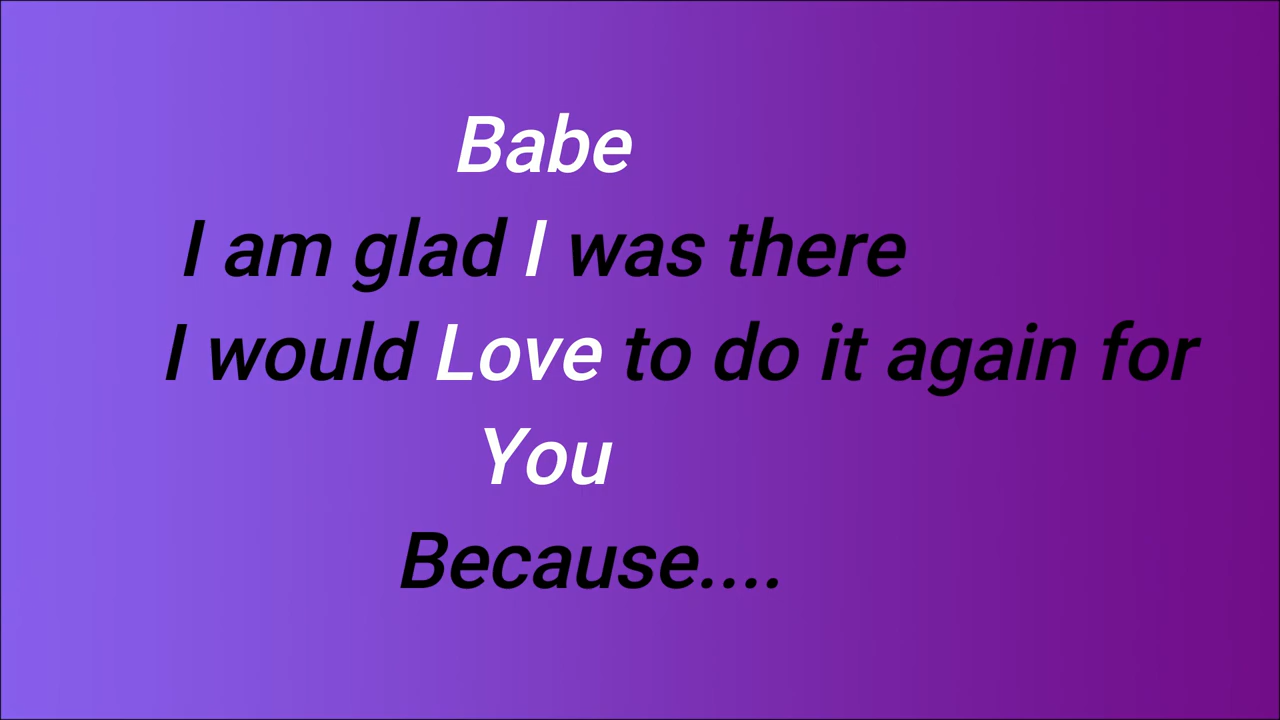 Babe
I am glad I was there
I would Love to do it again for
You
Because....